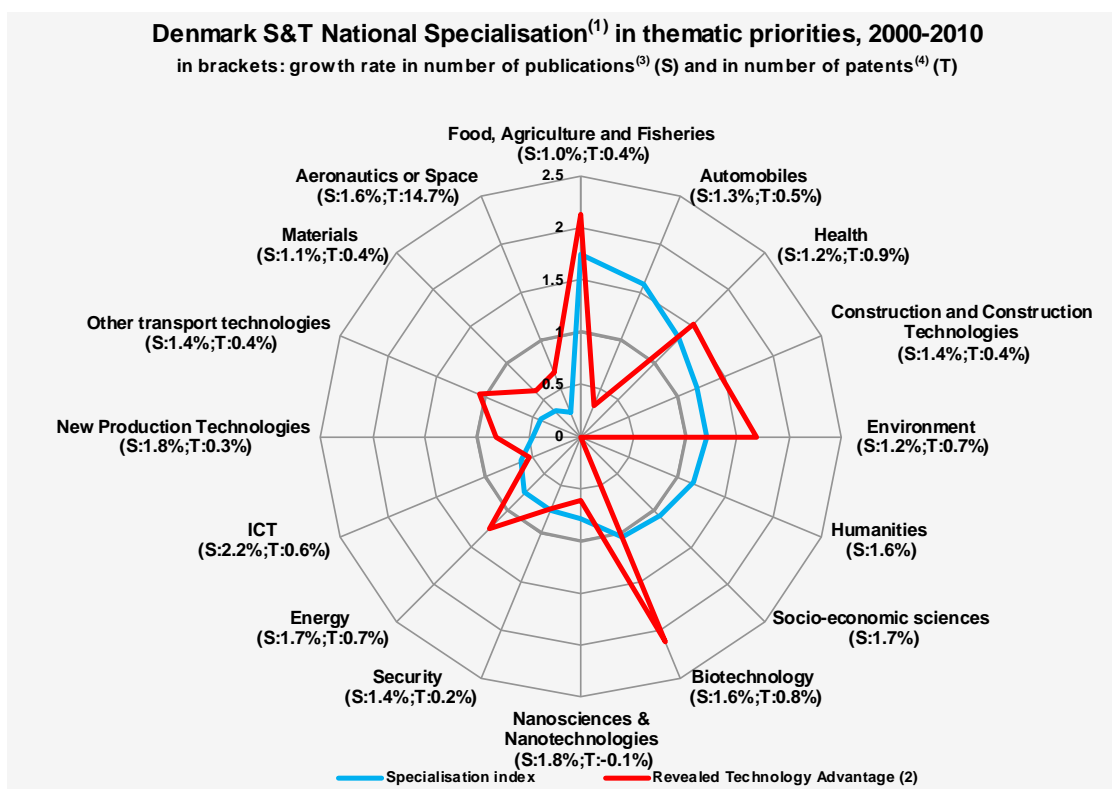 Denmark S&T National Specialisation(1) in thematic priorities, 2000-2010
in brackets: growth rate in number of publications(3) (S) and in number of patents(4) (T)
Food, Agriculture and Fisheries
(S:1.0%;T:0.4%)
Aeronautics or Space
(S:1.6%;T:14.7%)
2.5
Automobiles
(S:1.3%;T:0.5%)
Materials
(S:1.1%;T:0.4%)
2
Health
(S:1.2%;T:0.9%)
1.5
Other transport technologies
(S:1.4%;T:0.4%)
1
Construction and Construction
Technologies
(S:1.4%;T:0.4%)
0.5
New Production Technologies
(S:1.8%;T:0.3%)
0
Environment
(S:1.2%;T:0.7%)
ICT
(S:2.2%;T:0.6%)
Humanities
(S:1.6%)
Energy
(S:1.7%;T:0.7%)
Socio-economic sciences
(S:1.7%)
Security
(S:1.4%;T:0.2%)
Biotechnology
(S:1.6%;T:0.8%)
Nanosciences &
Nanotechnologies
(S:1.8%;T:-0.1%)
Specialisation index
Revealed Technology Advantage (2)